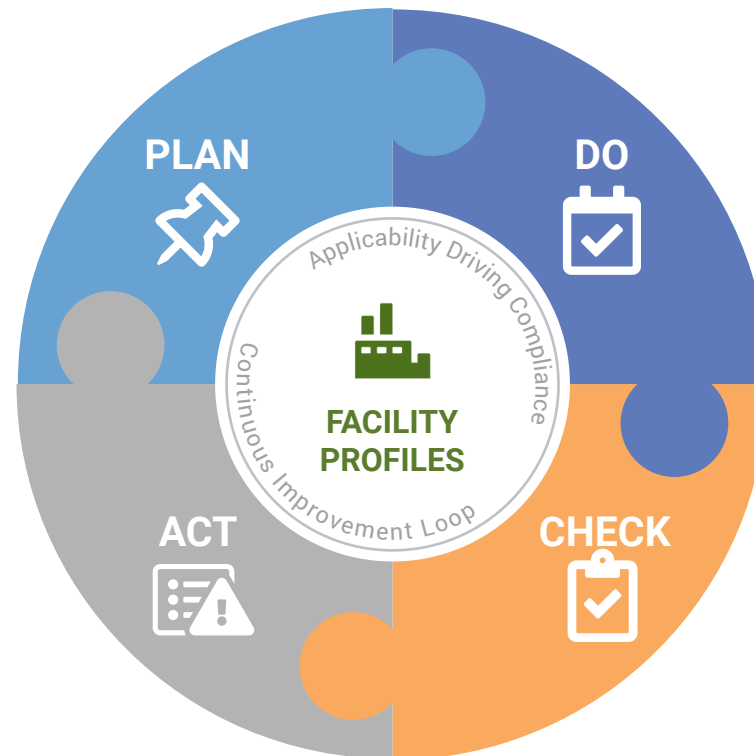 PLAN
DO
Applicability Driving Compliance
FACILITY
PROFILES
Continuous Improvement Loop
ACT
CHECK